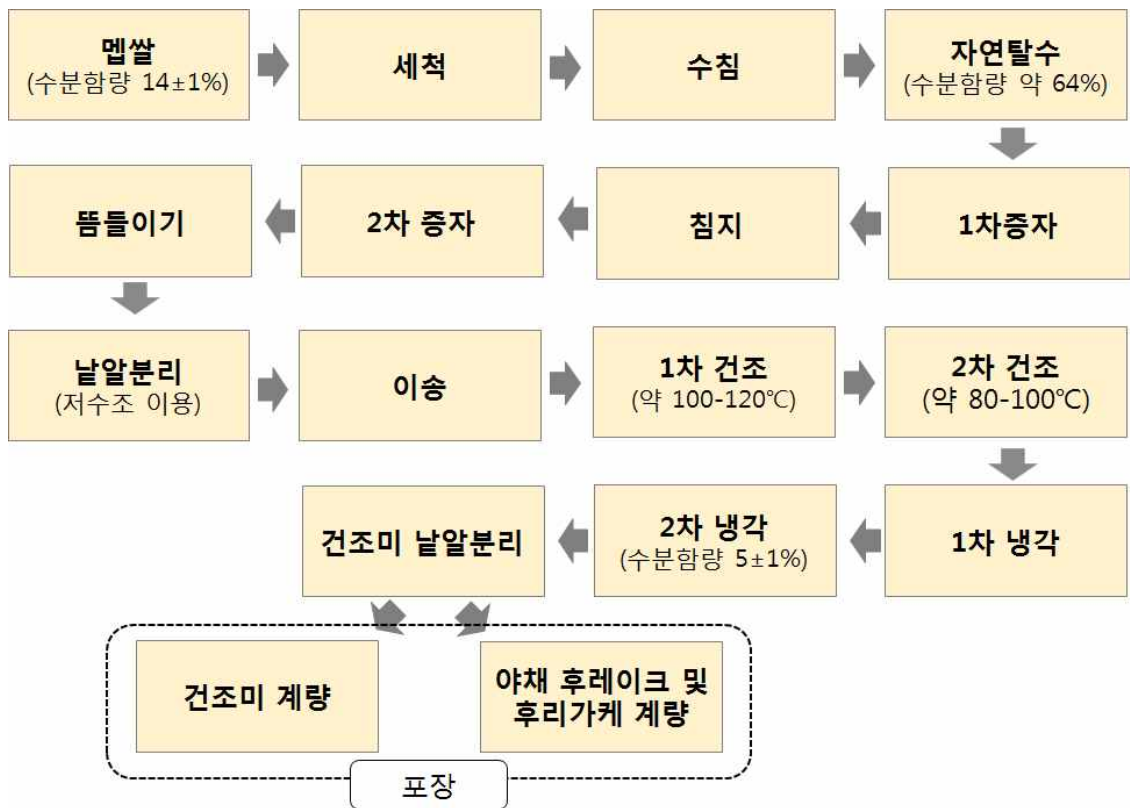 멥쌀
(수분함량 14±1%)
세척
수침
자연탈수
(수분함량 약 64%)
1차증자
침지
2차 증자
뜸들이기
낱알분리
(저수조 이용)
이송
1차 건조
(약 100-120℃)
2차 건조
(약 80-100℃)
1차 냉각
2차 냉각
(수분함량 5±1%)
건조미 낱알분리
건조미 계량
야채 후레이크 및
후리가케 계량
포장